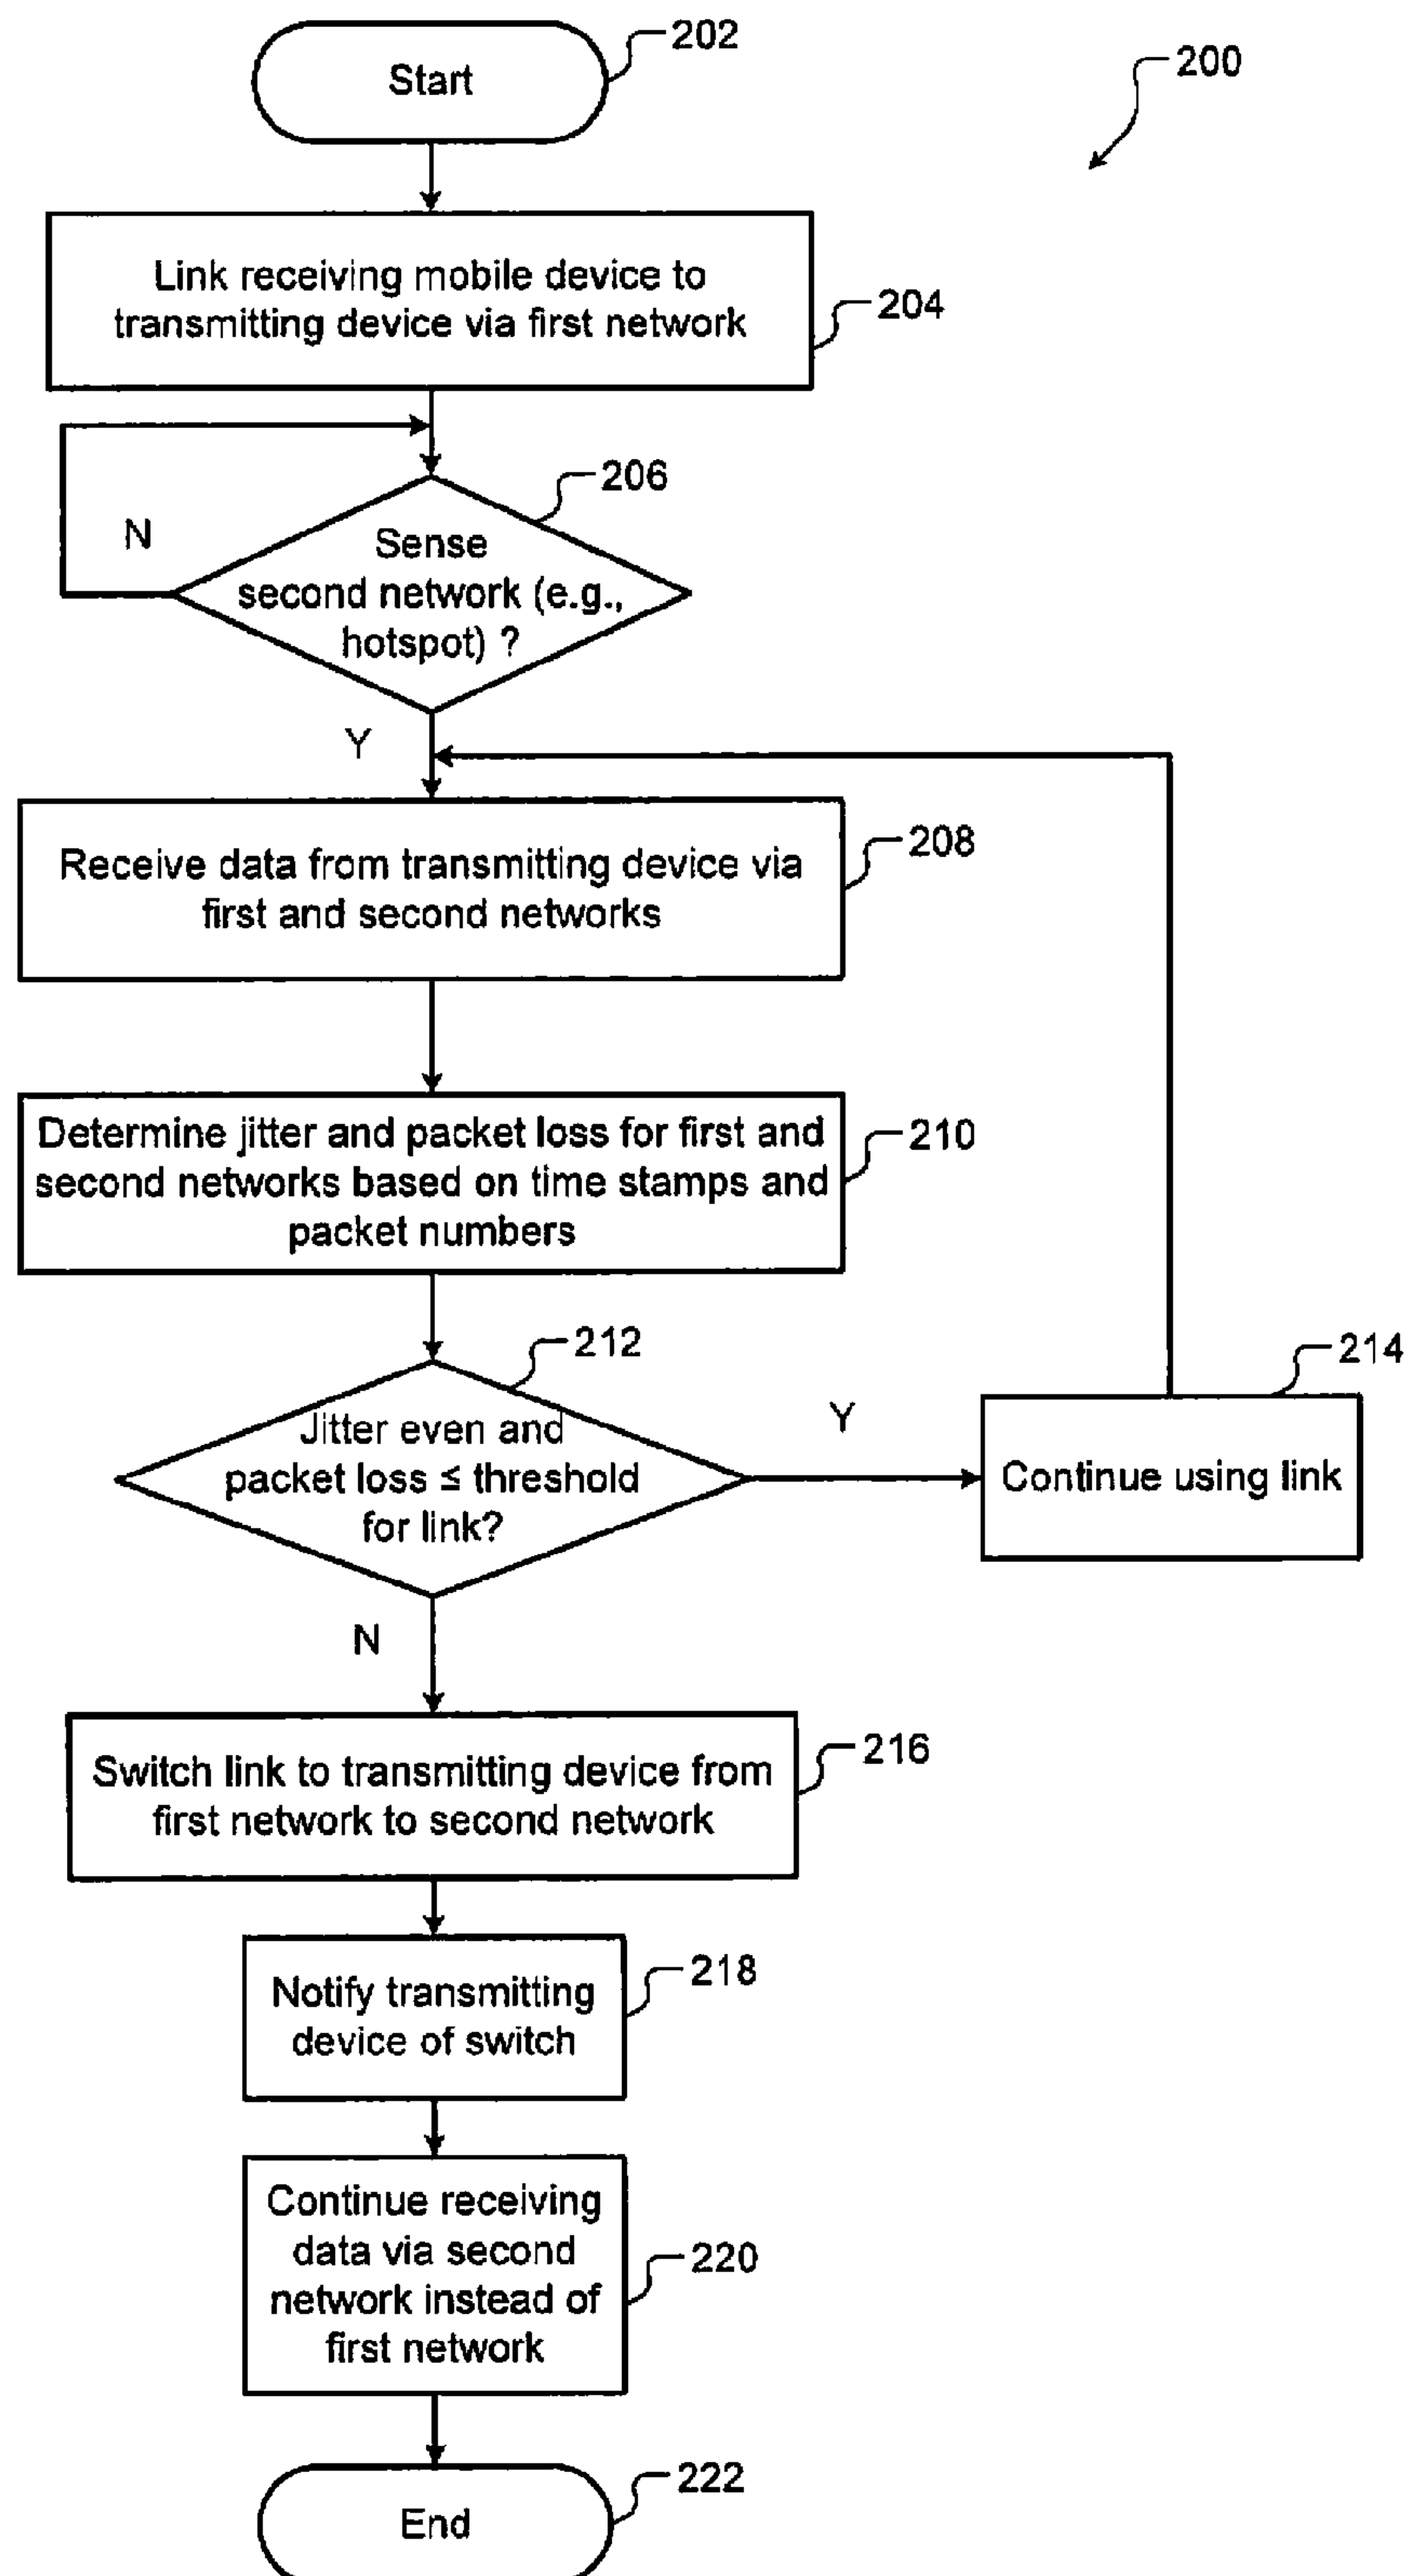 Start
202
200
Link receiving mobile device to
transmitting device via first network
204
206
N
Sense
second network (e.g.,
hotspot) ?
Y
Receive data from transmitting device via
first and second networks
208
Determine jitter and packet loss for first and
second networks based on time stamps and
packet numbers
210
212
Jitter even and
packet loss ≤ threshold
for link?
Y
214
Continue using link
N
Switch link to transmitting device from
first network to second network
216
Notify transmitting
device of switch
218
Continue receiving
data via second
network instead of
first network
220
End
222